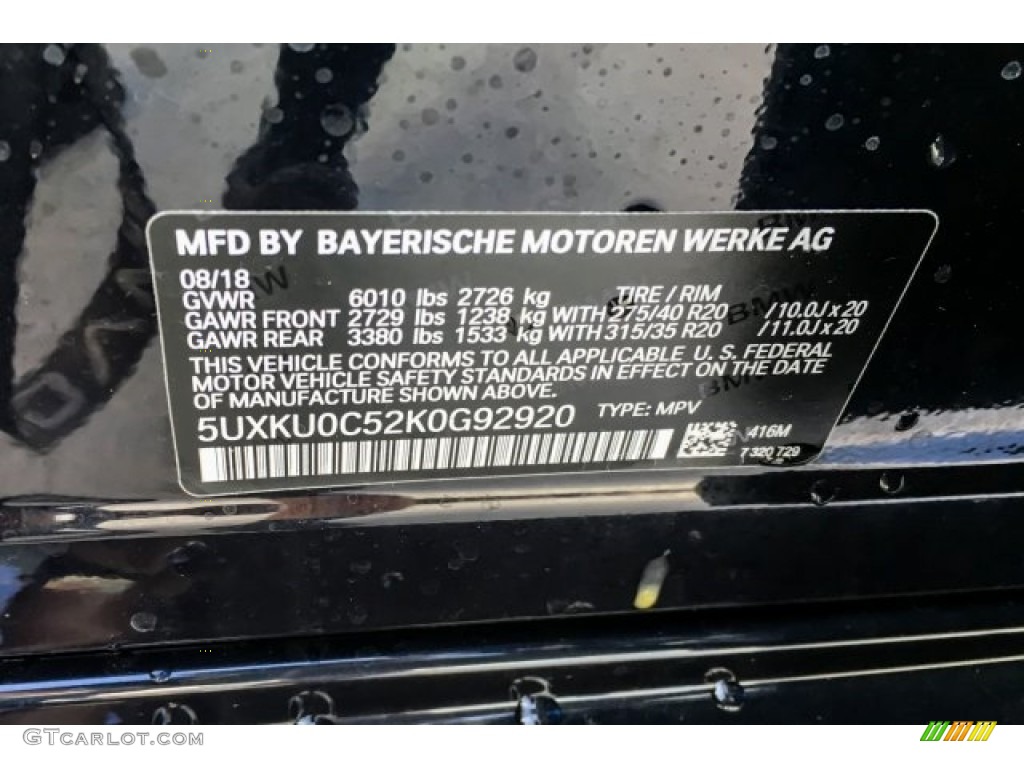 MFD BY BAYERISCHE MOTOREN WERKE AG
08/18
GVWR 6010 lbs 2726 kg TIRE / RIM
GAWR FRONT 2729 lbs 1238 kg WITH 275/40 R20 / 10.0J x 20
GAWR REAR 3380 lbs 1533 kg WITH 315/35 R20 / 11.0J x 20
THIS VEHICLE CONFORMS TO ALL APPLICABLE U. S. FEDERAL
MOTOR VEHICLE SAFETY STANDARDS IN EFFECT ON THE DATE
OF MANUFACTURE SHOWN ABOVE.
5UXKU0C52K0G92920 TYPE: MPV
416M
7 320 729
GTCarLot.com